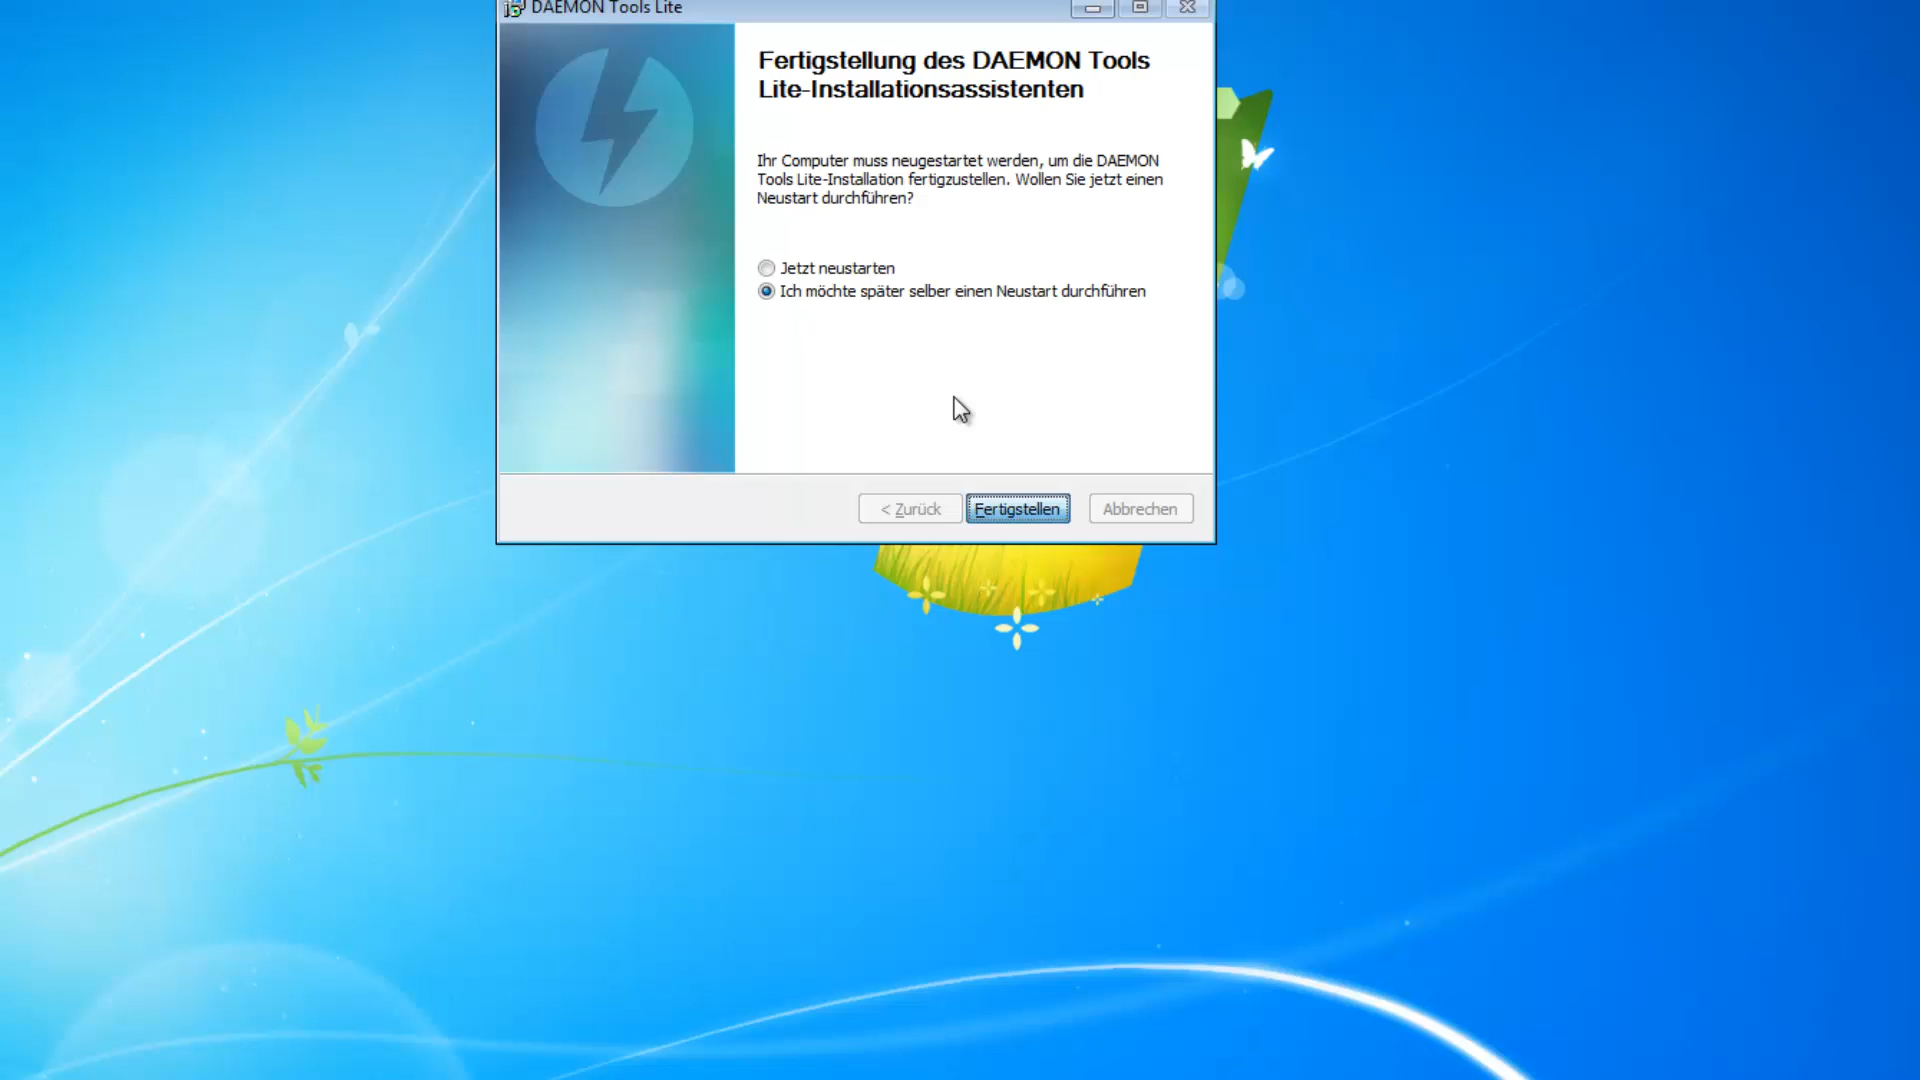 DAEMON Tools Lite
Fertigstellung des DAEMON Tools
Lite-Installationsassistenten
Ihr Computer muss neugestartet werden, um die DAEMON
Tools Lite-Installation fertigzustellen. Wollen Sie jetzt einen
Neustart durchführen?
Jetzt neustarten
Ich möchte später selber einen Neustart durchführen
< Zurück
Fertigstellen
Abbrechen